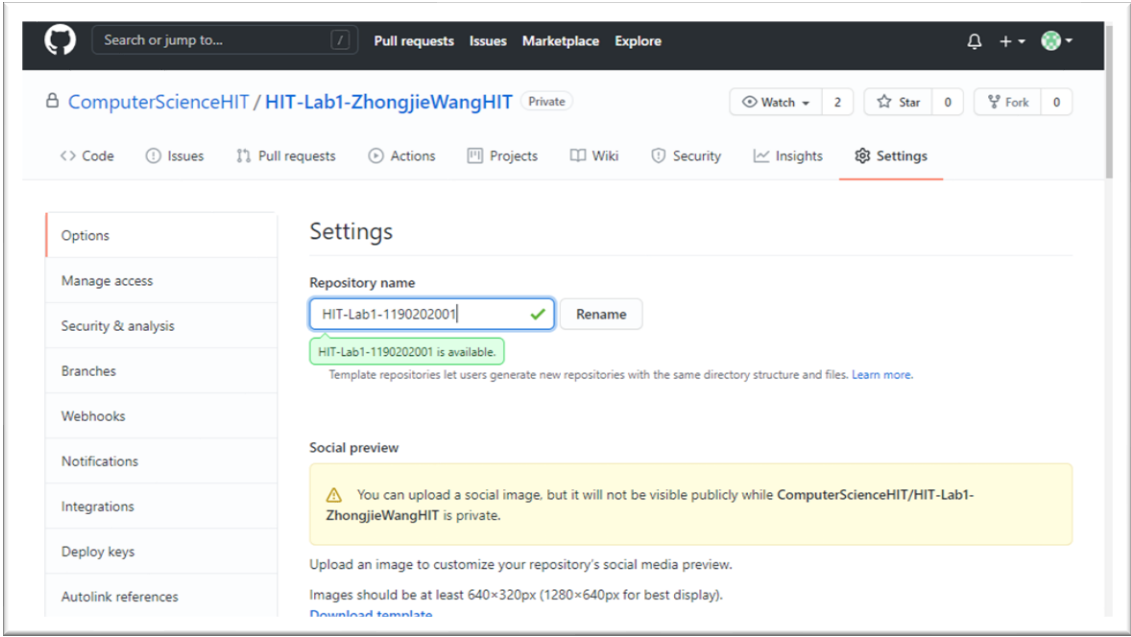 Search or jump to... / Pull requests Issues Marketplace Explore
ComputerScienceHIT / HIT-Lab1-ZhongjieWangHIT Private Watch 2 Star 0 Fork 0
Code Issues Pull requests Actions Projects Wiki Security Insights Settings
Options
Manage access
Security & analysis
Branches
Webhooks
Notifications
Integrations
Deploy keys
Autolink references
Settings
Repository name
HIT-Lab1-1190202001 Rename
HIT-Lab1-1190202001 is available.
Template repositories let users generate new repositories with the same directory structure and files. Learn more.
Social preview
You can upload a social image, but it will not be visible publicly while ComputerScienceHIT/HIT-Lab1-
ZhongjieWangHIT is private.
Upload an image to customize your repository's social media preview.
Images should be at least 640×320px (1280×640px for best display).
Download template